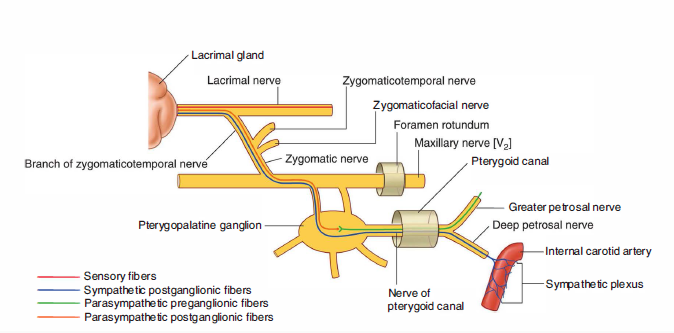 Lacrimal gland
Lacrimal nerve
Zygomaticotemporal nerve
Zygomaticofacial nerve
Foramen rotundum
Maxillary nerve [V2]
Pterygoid canal
Branch of zygomaticotemporal nerve
Zygomatic nerve
Greater petrosal nerve
Pterygopalatine ganglion
Deep petrosal nerve
Internal carotid artery
Sympathetic plexus
Nerve of
pterygoid canal
Sensory fibers
Sympathetic postganglionic fibers
Parasympathetic preganglionic fibers
Parasympathetic postganglionic fibers